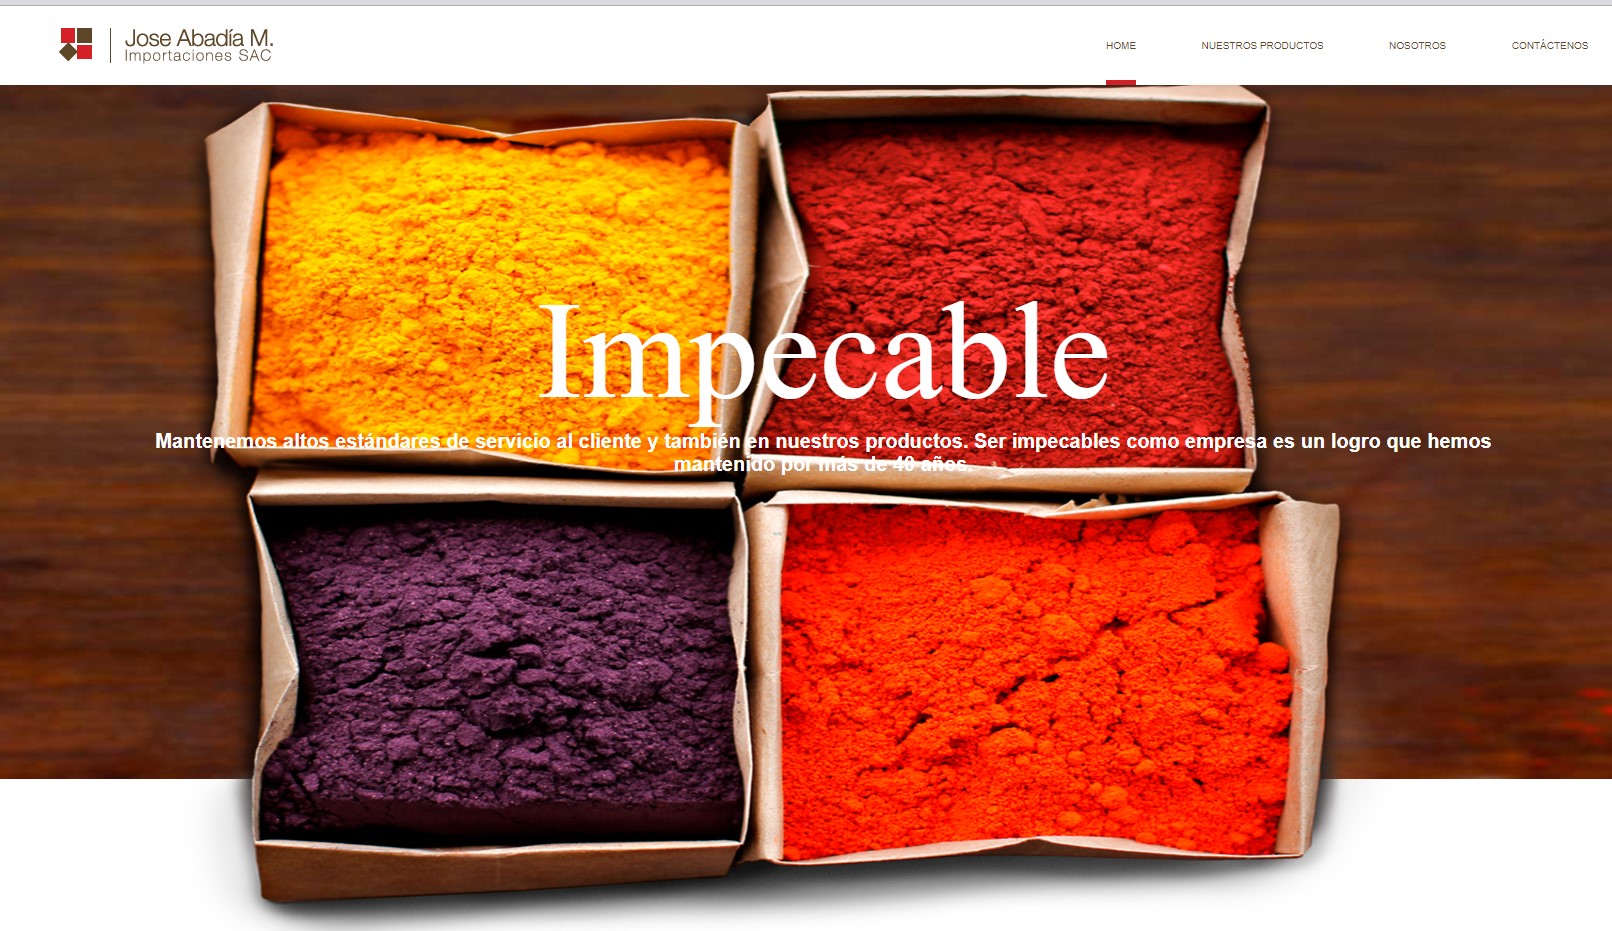 Jose Abadía M.
Importaciones SAC
HOME
NUESTROS PRODUCTOS
NOSOTROS
CONTÁCTENOS
Impecable
Mantenemos altos estándares de servicio al cliente y también en nuestros productos. Ser impecables como empresa es un logro que hemos
mantenido por más de 40 años.